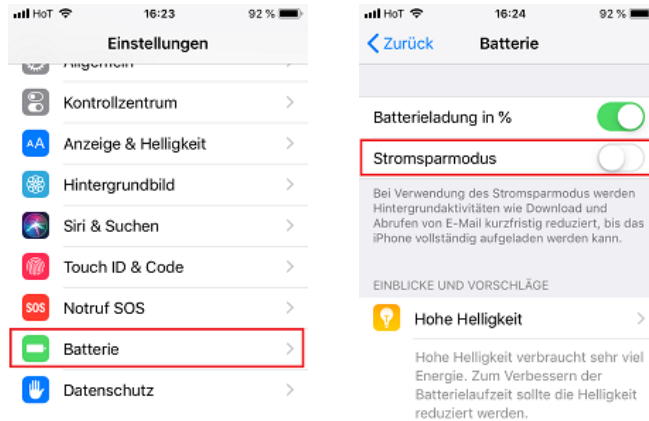 HoT 16:23 92 %
Einstellungen
Allgemein
Kontrollzentrum
AA Anzeige & Helligkeit
Hintergrundbild
Siri & Suchen
Touch ID & Code
SOS Notruf SOS
Batterie
Datenschutz
HoT 16:24 92 %
Zurück Batterie
Batterieladung in %
Stromsparmodus
Bei Verwendung des Stromsparmodus werden
Hintergrundaktivitäten wie Download und
Abrufen von E-Mail kurzfristig reduziert, bis das
iPhone vollständig aufgeladen werden kann.
EINBLICKE UND VORSCHLÄGE
Hohe Helligkeit
Hohe Helligkeit verbraucht sehr viel
Energie. Zum Verbessern der
Batterielaufzeit sollte die Helligkeit
reduziert werden.